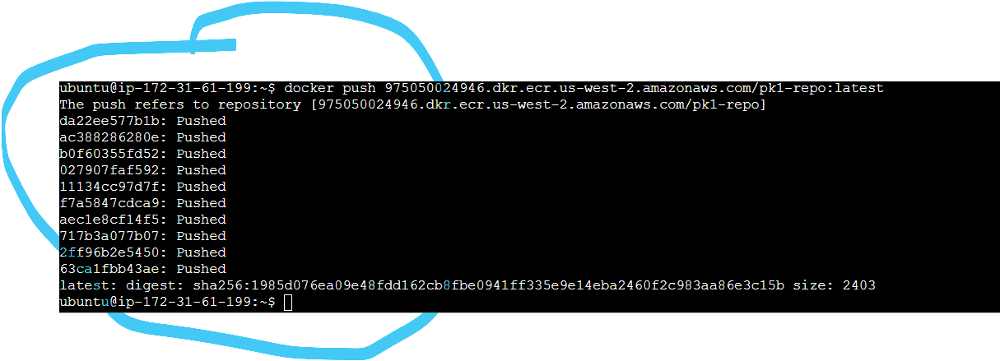 ubuntu@ip-172-31-61-199:~$ docker push 975050024946.dkr.ecr.us-west-2.amazonaws.com/pk1-repo:latest
The push refers to repository [975050024946.dkr.ecr.us-west-2.amazonaws.com/pk1-repo]
da22ee577b1b: Pushed
ac388286280e: Pushed
b0f60355fd52: Pushed
027907faf592: Pushed
11134cc97d7f: Pushed
f7a5847cdca9: Pushed
aec1e8cf14f5: Pushed
717b3a077b07: Pushed
2ff96b2e5450: Pushed
63ca1fbb43ae: Pushed
latest: digest: sha256:1985d076ea09e48fdd162cb8fbe0941ff335e9e14eba2460f2c983aa86e3c15b size: 2403
ubuntu@ip-172-31-61-199:~$